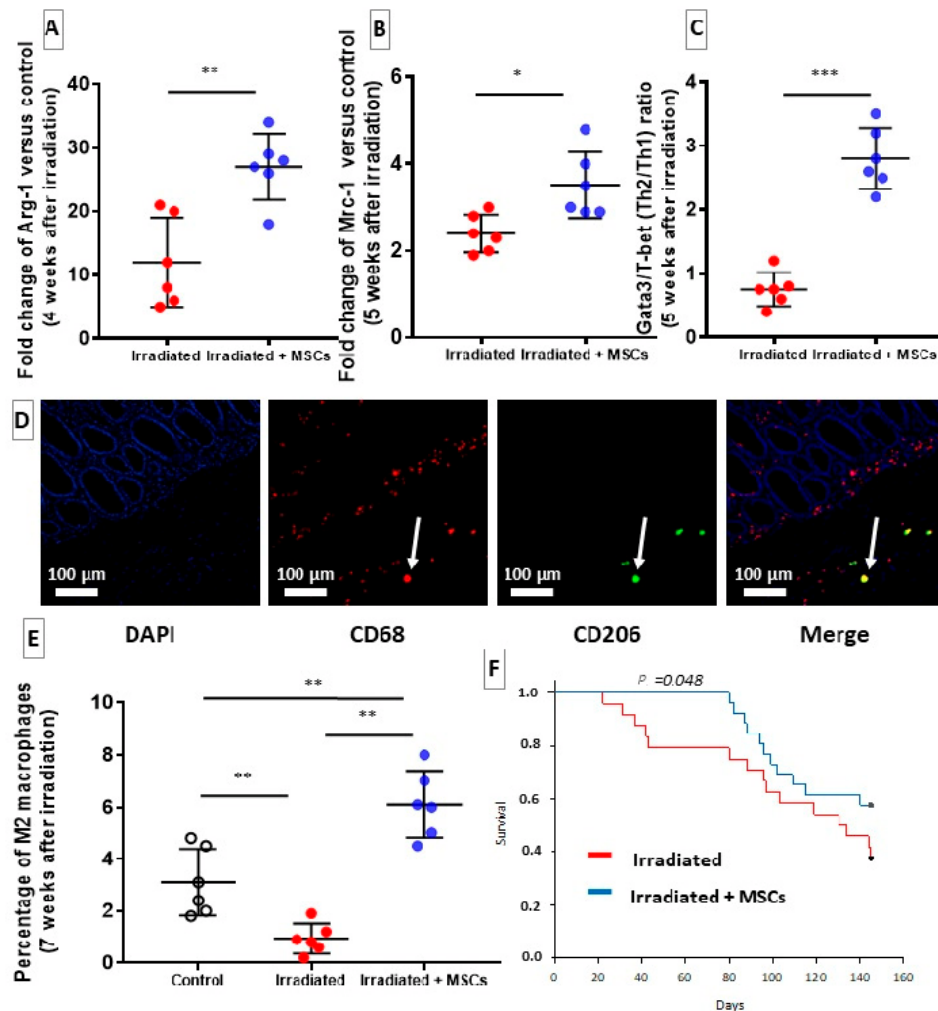 A
Fold change of Arg-1 versus control
(4 weeks after irradiation)
40
30
20
10
0
**
Irradiated
Irradiated + MSCs
B
Fold change of Mrc-1 versus control
(5 weeks after irradiation)
6
4
2
0
*
Irradiated
Irradiated + MSCs
C
Gata3/T-bet (Th2/Th1) ratio
(5 weeks after irradiation)
4
3
2
1
0
***
Irradiated
Irradiated + MSCs
D
100 µm
100 µm
100 µm
100 µm
DAPI
CD68
CD206
Merge
E
Percentage of M2 macrophages
(7 weeks after irradiation)
10
8
6
4
2
0
**
**
**
Control
Irradiated
Irradiated + MSCs
F
P =0.048
Survival
1.0
0.8
0.6
0.4
0.2
0.0
Irradiated
Irradiated + MSCs
0
20
40
60
80
100
120
140
160
Days